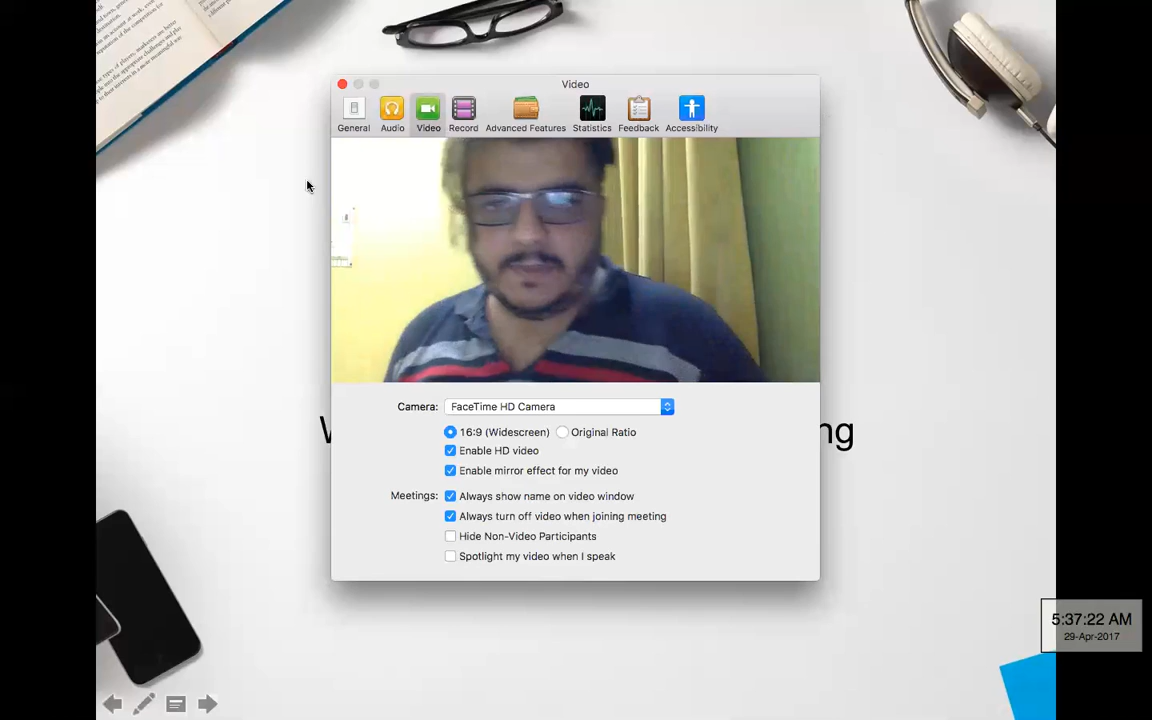 Video
General Audio Video Record Advanced Features Statistics Feedback Accessibility
Camera: FaceTime HD Camera
16:9 (Widescreen) Original Ratio
Enable HD video
Enable mirror effect for my video
Meetings: Always show name on video window
Always turn off video when joining meeting
Hide Non-Video Participants
Spotlight my video when I speak
ng
5:37:22 AM
29-Apr-2017